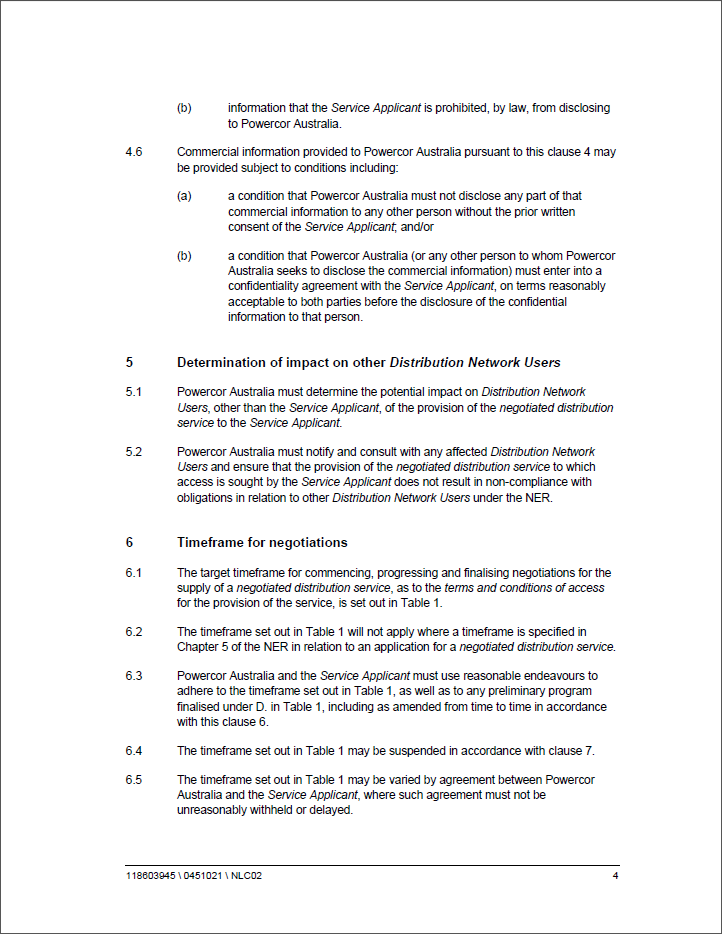 (b) information that the Service Applicant is prohibited, by law, from disclosing
to Powercor Australia.
4.6 Commercial information provided to Powercor Australia pursuant to this clause 4 may
be provided subject to conditions including:
(a) a condition that Powercor Australia must not disclose any part of that
commercial information to any other person without the prior written
consent of the Service Applicant; and/or
(b) a condition that Powercor Australia (or any other person to whom Powercor
Australia seeks to disclose the commercial information) must enter into a
confidentiality agreement with the Service Applicant, on terms reasonably
acceptable to both parties before the disclosure of the confidential
information to that person.
5 Determination of impact on other Distribution Network Users
5.1 Powercor Australia must determine the potential impact on Distribution Network
Users, other than the Service Applicant, of the provision of the negotiated distribution
service to the Service Applicant.
5.2 Powercor Australia must notify and consult with any affected Distribution Network
Users and ensure that the provision of the negotiated distribution service to which
access is sought by the Service Applicant does not result in non-compliance with
obligations in relation to other Distribution Network Users under the NER.
6 Timeframe for negotiations
6.1 The target timeframe for commencing, progressing and finalising negotiations for the
supply of a negotiated distribution service, as to the terms and conditions of access
for the provision of the service, is set out in Table 1.
6.2 The timeframe set out in Table 1 will not apply where a timeframe is specified in
Chapter 5 of the NER in relation to an application for a negotiated distribution service.
6.3 Powercor Australia and the Service Applicant must use reasonable endeavours to
adhere to the timeframe set out in Table 1, as well as to any preliminary program
finalised under D. in Table 1, including as amended from time to time in accordance
with this clause 6.
6.4 The timeframe set out in Table 1 may be suspended in accordance with clause 7.
6.5 The timeframe set out in Table 1 may be varied by agreement between Powercor
Australia and the Service Applicant, where such agreement must not be
unreasonably withheld or delayed.
118603945 \ 0451021 \ NLC02 4